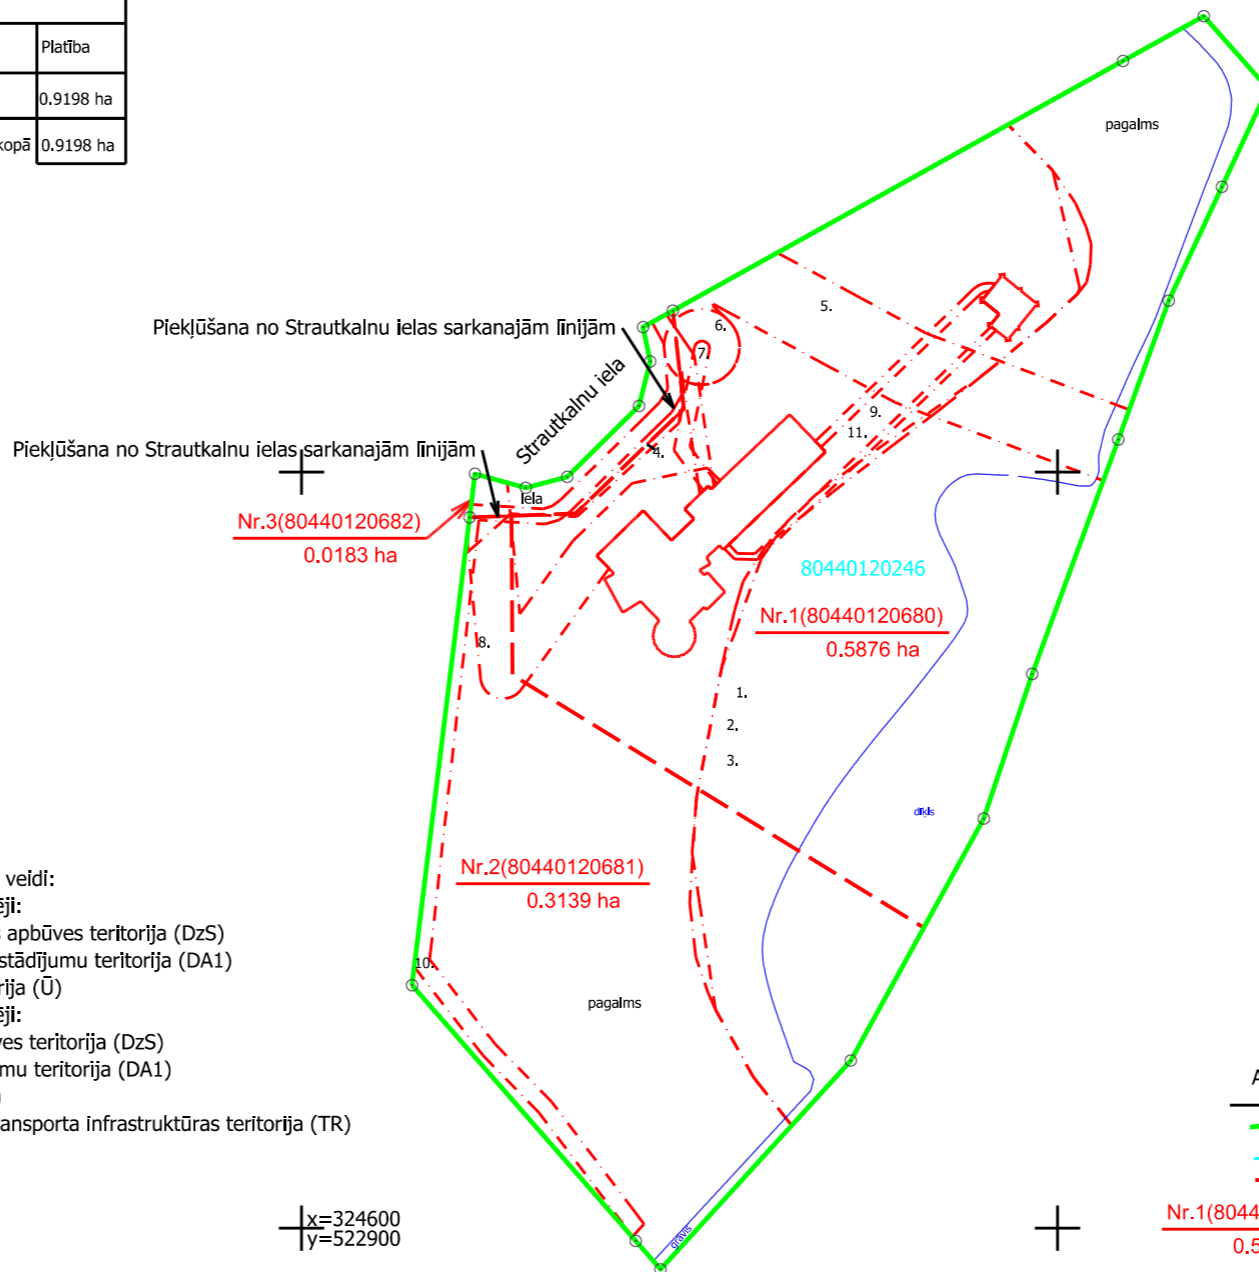 Platība
0.9198 ha
kopā 0.9198 ha
pagalms
5.
6.
7.
Piekļūšana no Strautkalnu ielas sarkanajām līnijām
Strautkalnu iela
9.
11.
4.
Piekļūšana no Strautkalnu ielas sarkanajām līnijām
iela
Nr.3(80440120682)
0.0183 ha
80440120246
Nr.1(80440120680)
0.5876 ha
8.
1.
2.
3.
dīķis
Nr.2(80440120681)
0.3139 ha
veidi:
ēji:
s apbūves teritorija (DzS)
stādījumu teritorija (DA1)
rija (Ū)
ēji:
ves teritorija (DzS)
mu teritorija (DA1)
)
ansporta infrastruktūras teritorija (TR)
10.
pagalms
A
x=324600
y=522900
grāvis
Nr.1(8044
0.5